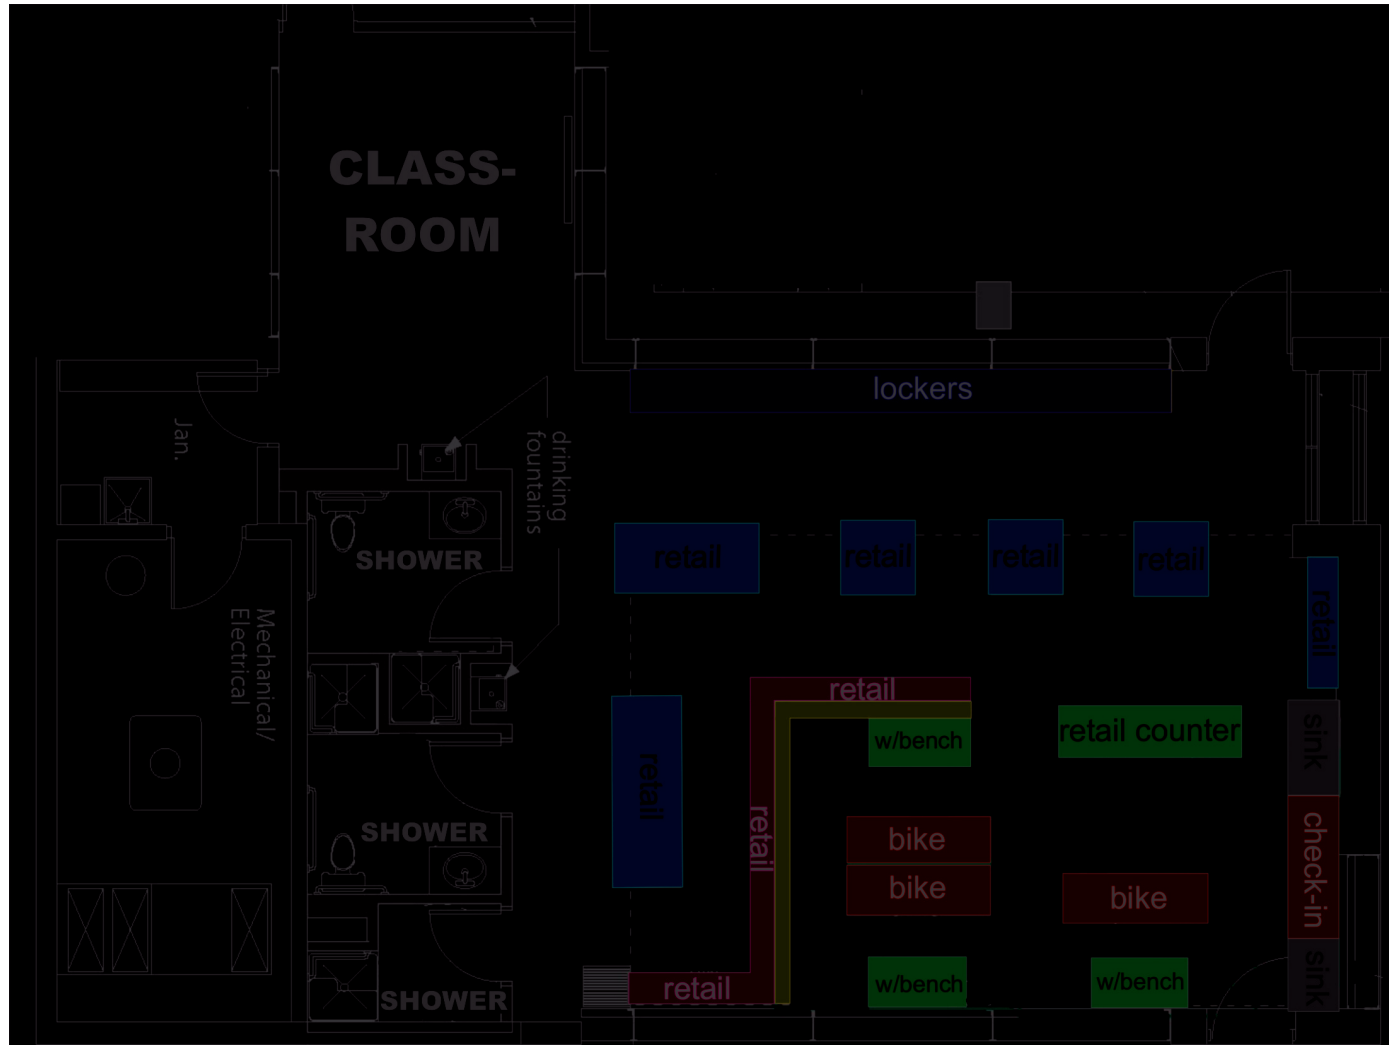 CLASS-
ROOM
lockers
Jan.
drinking
fountains
SHOWER
retail
retail
retail
retail
retail
Mechanical/
Electrical
retail
retail
retail
w/bench
retail counter
sink
SHOWER
retail
bike
bike
bike
check-in
SHOWER
retail
w/bench
w/bench
sink